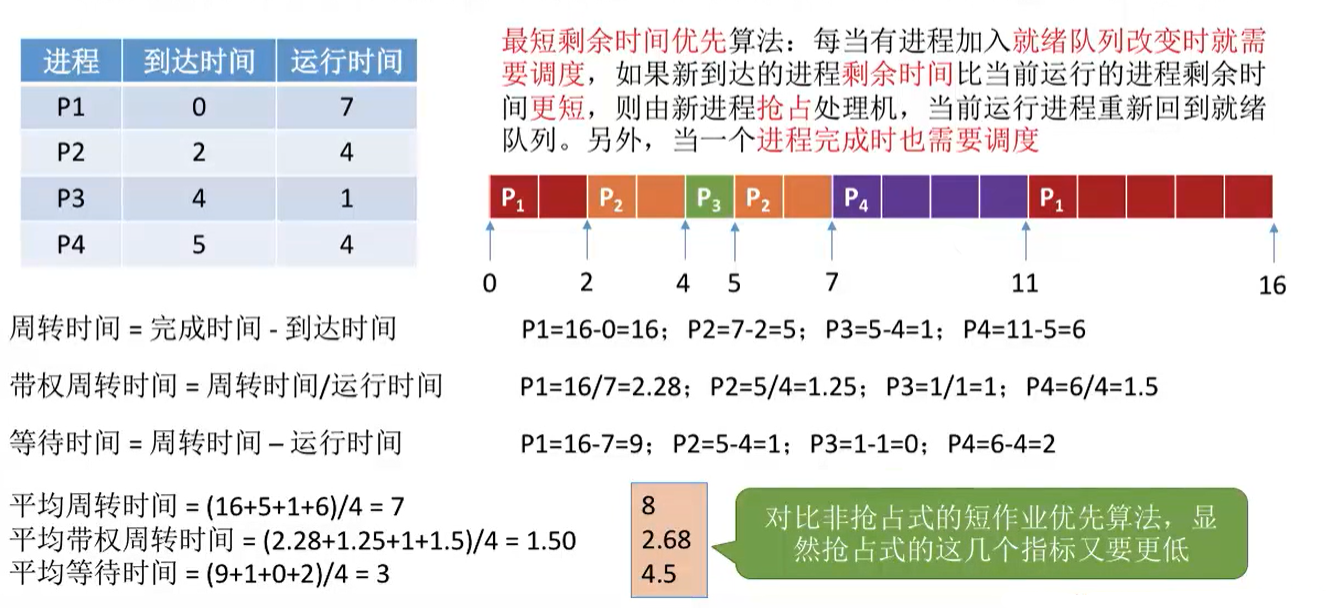 进程 到达时间 运行时间
P1 0 7
P2 2 4
P3 4 1
P4 5 4
最短剩余时间优先算法：每当有进程加入就绪队列改变时就需
要调度，如果新到达的进程剩余时间比当前运行的进程剩余时
间更短，则由新进程抢占处理机，当前运行进程重新回到就绪
队列。另外，当一个进程完成时也需要调度
P1 P2 P3 P2 P4 P1
0 2 4 5 7 11 16
周转时间 = 完成时间 - 到达时间 P1=16-0=16；P2=7-2=5；P3=5-4=1；P4=11-5=6
带权周转时间 = 周转时间/运行时间 P1=16/7=2.28；P2=5/4=1.25；P3=1/1=1；P4=6/4=1.5
等待时间 = 周转时间 – 运行时间 P1=16-7=9；P2=5-4=1；P3=1-1=0；P4=6-4=2
平均周转时间 = (16+5+1+6)/4 = 7
平均带权周转时间 = (2.28+1.25+1+1.5)/4 = 1.50
平均等待时间 = (9+1+0+2)/4 = 3
8
2.68
4.5
对比非抢占式的短作业优先算法，显
然抢占式的这几个指标又要更低